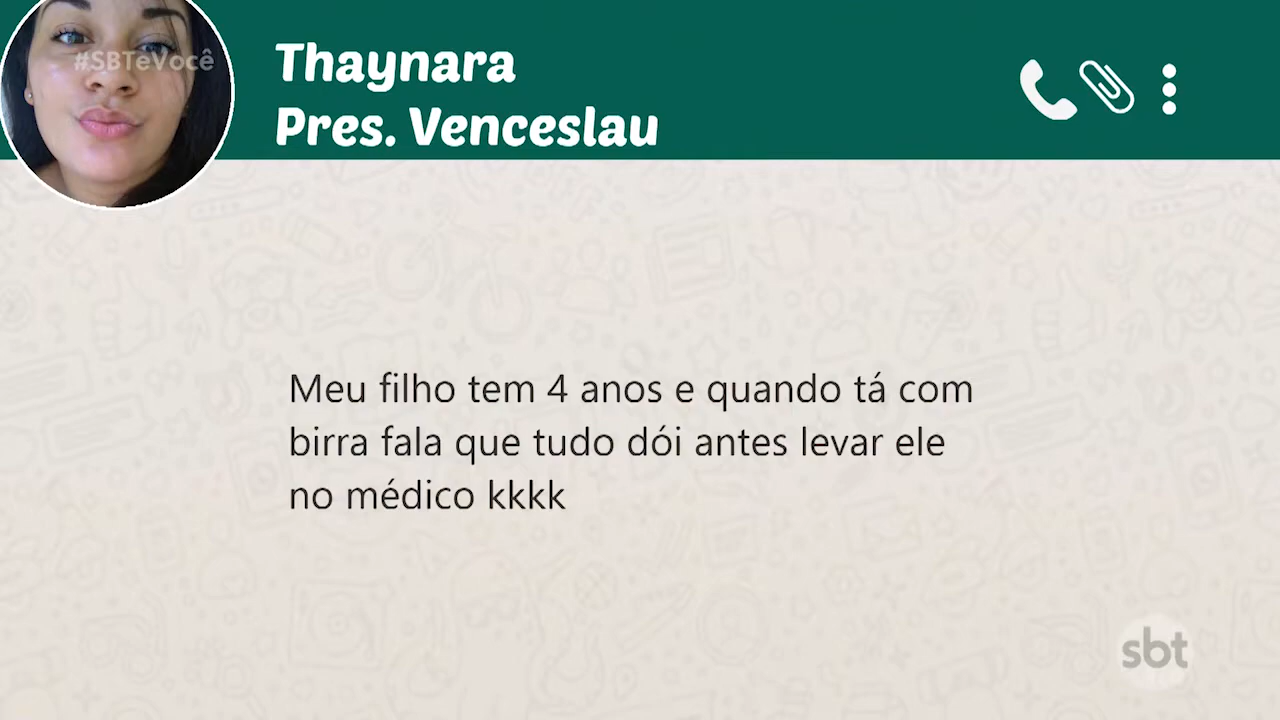 #SBTeVocê
Thaynara
Pres. Venceslau
Meu filho tem 4 anos e quando tá com
birra fala que tudo dói antes levar ele
no médico kkkk
sbt